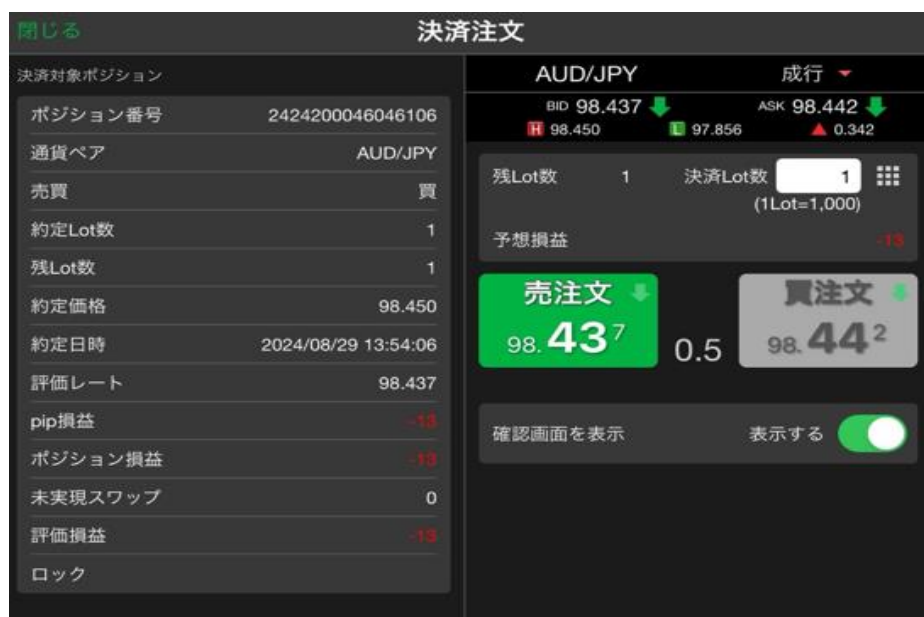 閉じる
決済注文
決済対象ポジション
ポジション番号 2424200046046106
通貨ペア AUD/JPY
売買 買
約定Lot数 1
残Lot数 1
約定価格 98.450
約定日時 2024/08/29 13:54:06
評価レート 98.437
pip損益 -13
ポジション損益 -13
未実現スワップ 0
評価損益 -13
ロック
AUD/JPY 成行
BID 98.437 ASK 98.442
H 98.450 L 97.856 0.342
残Lot数 1 決済Lot数 1
(1Lot=1,000)
予想損益 -13
売注文 買注文
98.437 0.5 98.442
確認画面を表示 表示する